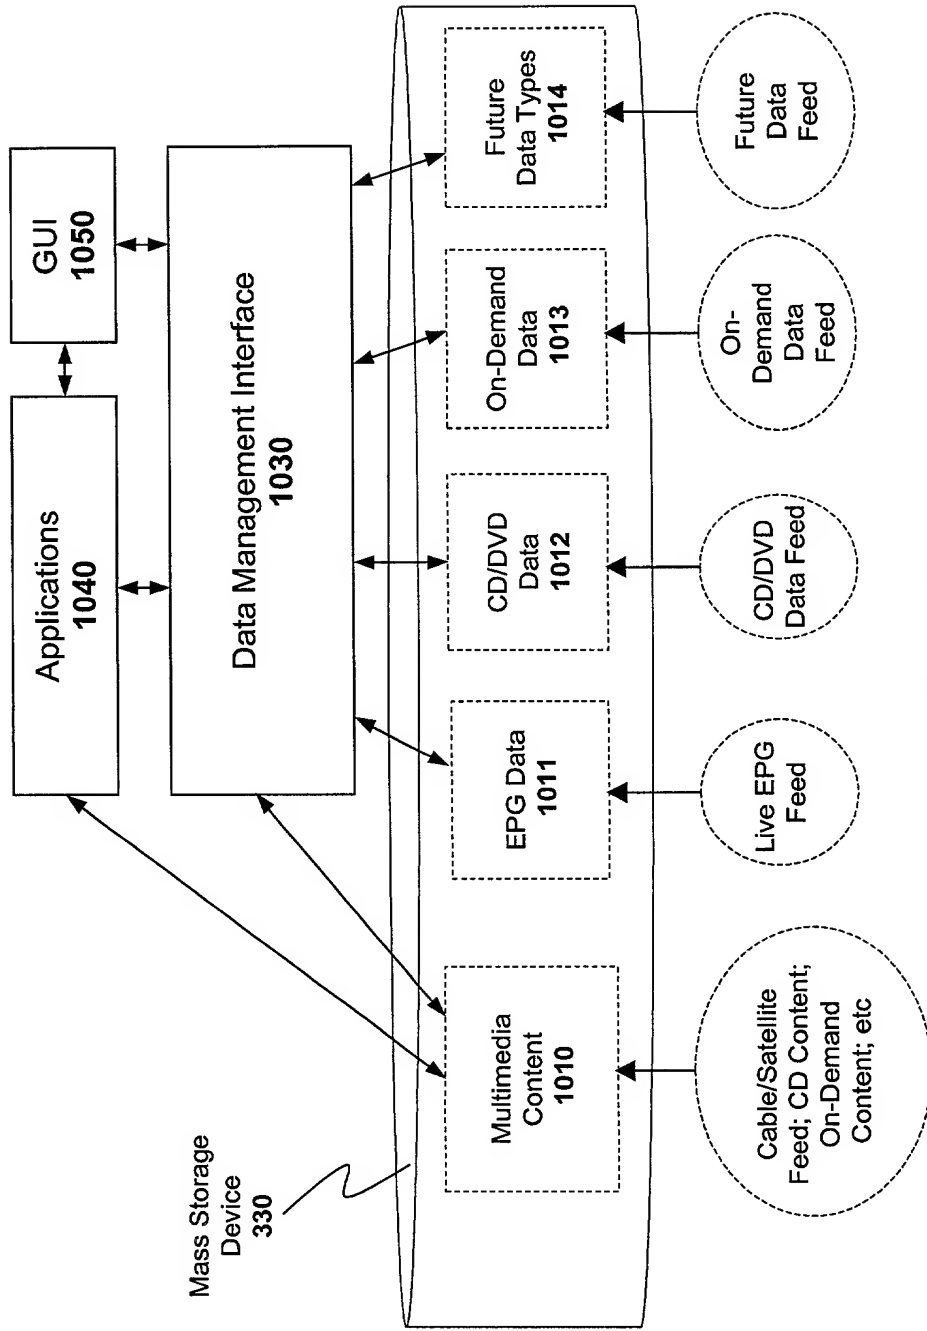 Applications
1040
GUI
1050
Data Management Interface
1030
Mass Storage
Device
330
Multimedia
Content
1010
EPG Data
1011
CD/DVD
Data
1012
On-Demand
Data
1013
Future
Data Types
1014
Cable/Satellite
Feed; CD Content;
On-Demand
Content; etc
Live EPG
Feed
CD/DVD
Data Feed
On-
Demand
Data
Feed
Future
Data
Feed